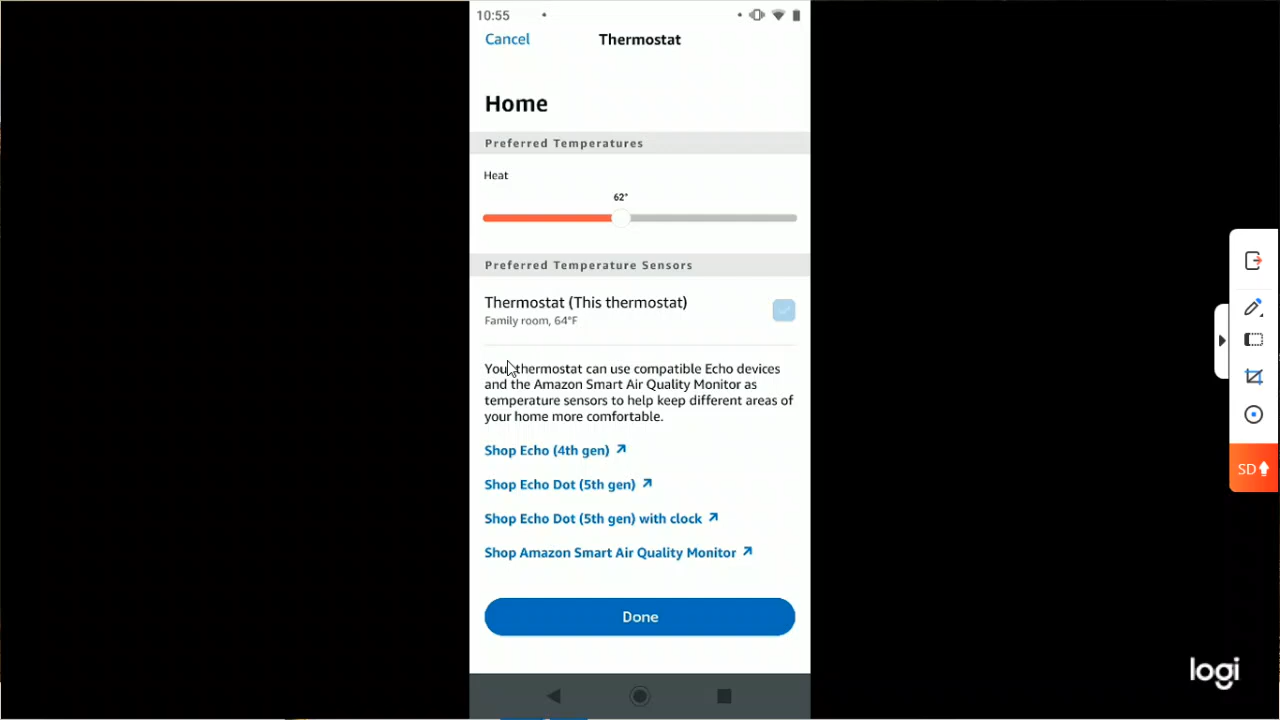 10:55
Cancel
Thermostat
Home
Preferred Temperatures
Heat
62°
Preferred Temperature Sensors
Thermostat (This thermostat)
Family room, 64°F
Your thermostat can use compatible Echo devices
and the Amazon Smart Air Quality Monitor as
temperature sensors to help keep different areas of
your home more comfortable.
Shop Echo (4th gen)
Shop Echo Dot (5th gen)
Shop Echo Dot (5th gen) with clock
Shop Amazon Smart Air Quality Monitor
Done
SD
logi